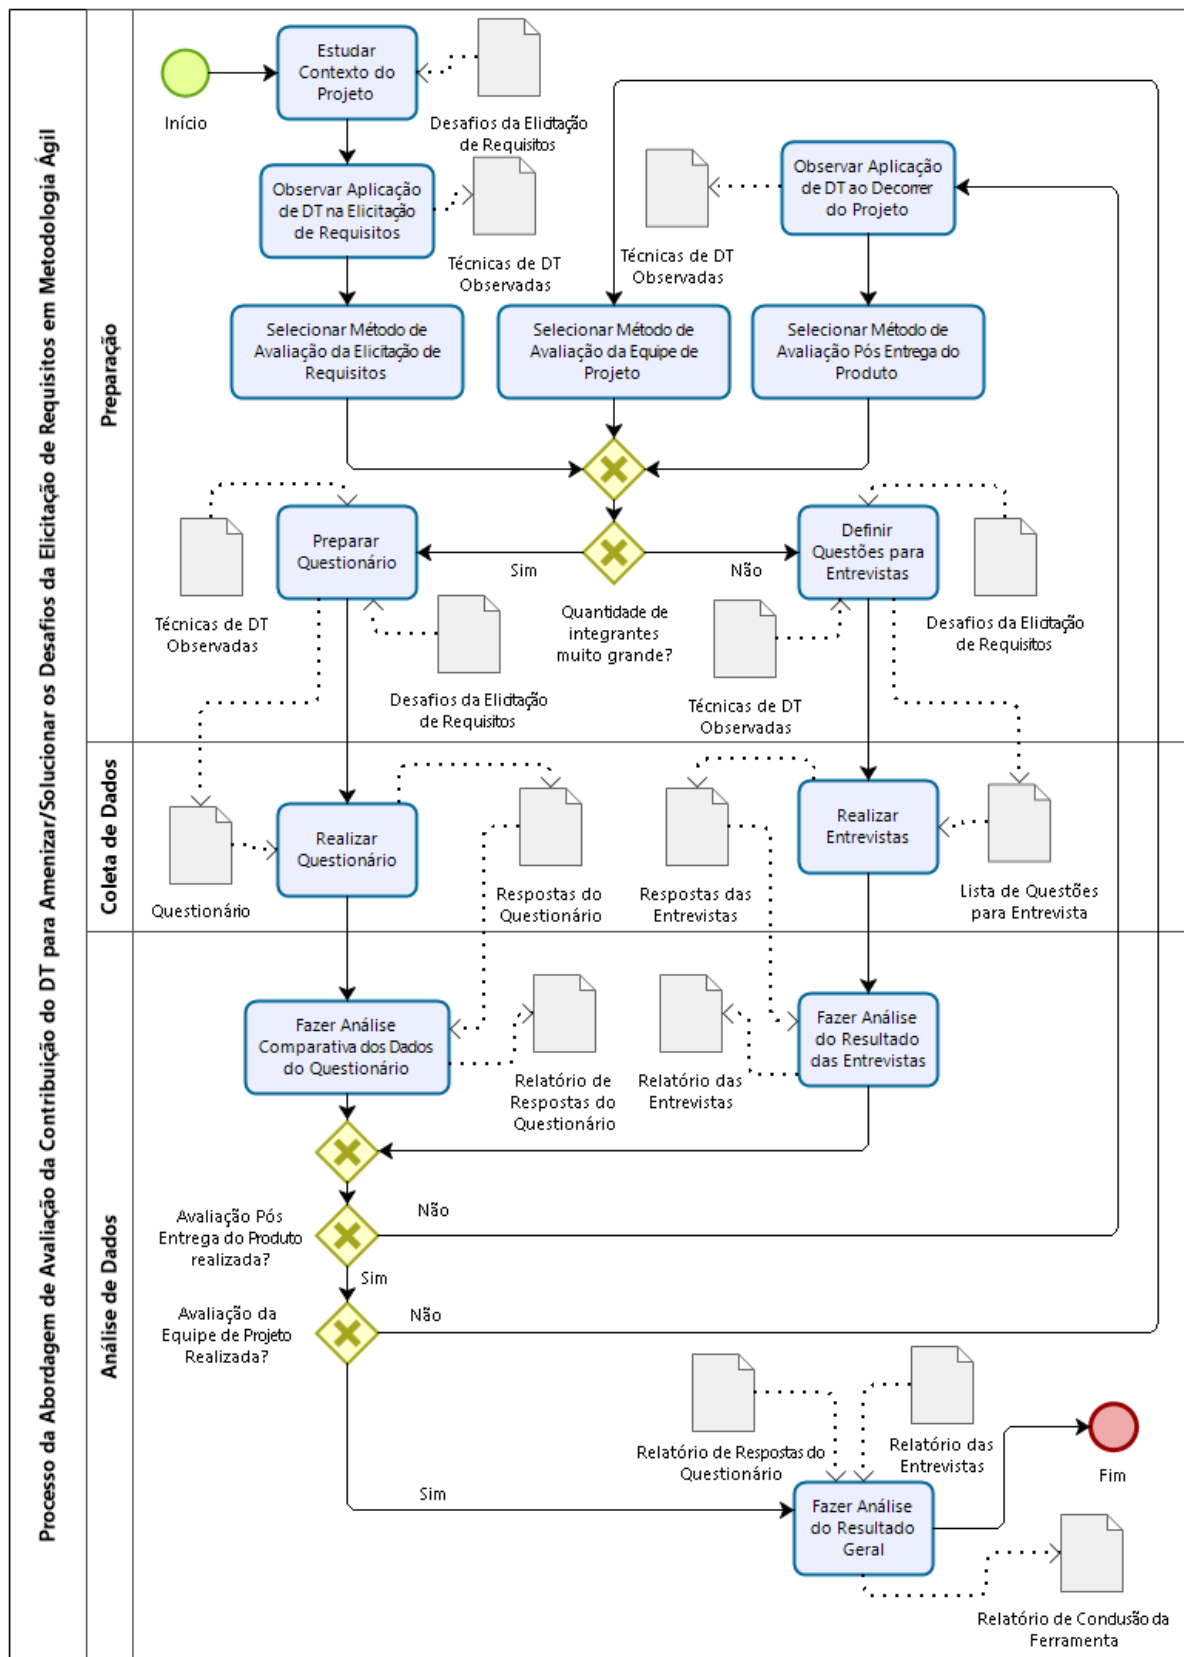 Processo da Abordagem de Avaliação da Contribuição do DT para Amenizar/Solucionar os Desafios da Elicitação de Requisitos em Metodologia Ágil
Preparação
Início
Estudar
Contexto do
Projeto
Desafios da Elicitação
de Requisitos
Observar Aplicação
de DT na Elicitação
de Requisitos
Técnicas de DT
Observadas
Observar Aplicação
de DT ao Decorrer
do Projeto
Técnicas de DT
Observadas
Selecionar Método de
Avaliação da Elicitação de
Requisitos
Selecionar Método de
Avaliação da Equipe de
Projeto
Selecionar Método de
Avaliação Pós Entrega do
Produto
Preparar
Questionário
Sim
Não
Quantidade de
integrantes
muito grande?
Definir
Questões para
Entrevistas
Técnicas de DT
Observadas
Desafios da Elicitação
de Requisitos
Técnicas de DT
Observadas
Desafios da Elicitação
de Requisitos
Coleta de Dados
Questionário
Realizar
Questionário
Respostas do
Questionário
Respostas das
Entrevistas
Realizar
Entrevistas
Lista de Questões
para Entrevista
Análise de Dados
Fazer Análise
Comparativa dos Dados
do Questionário
Relatório de
Respostas do
Questionário
Relatório das
Entrevistas
Fazer Análise
do Resultado
das Entrevistas
Avaliação Pós
Entrega do Produto
realizada?
Não
Sim
Avaliação da
Equipe de Projeto
Realizada?
Não
Sim
Relatório de Respostas do
Questionário
Relatório das
Entrevistas
Fim
Fazer Análise
do Resultado
Geral
Relatório de Conclusão da
Ferramenta